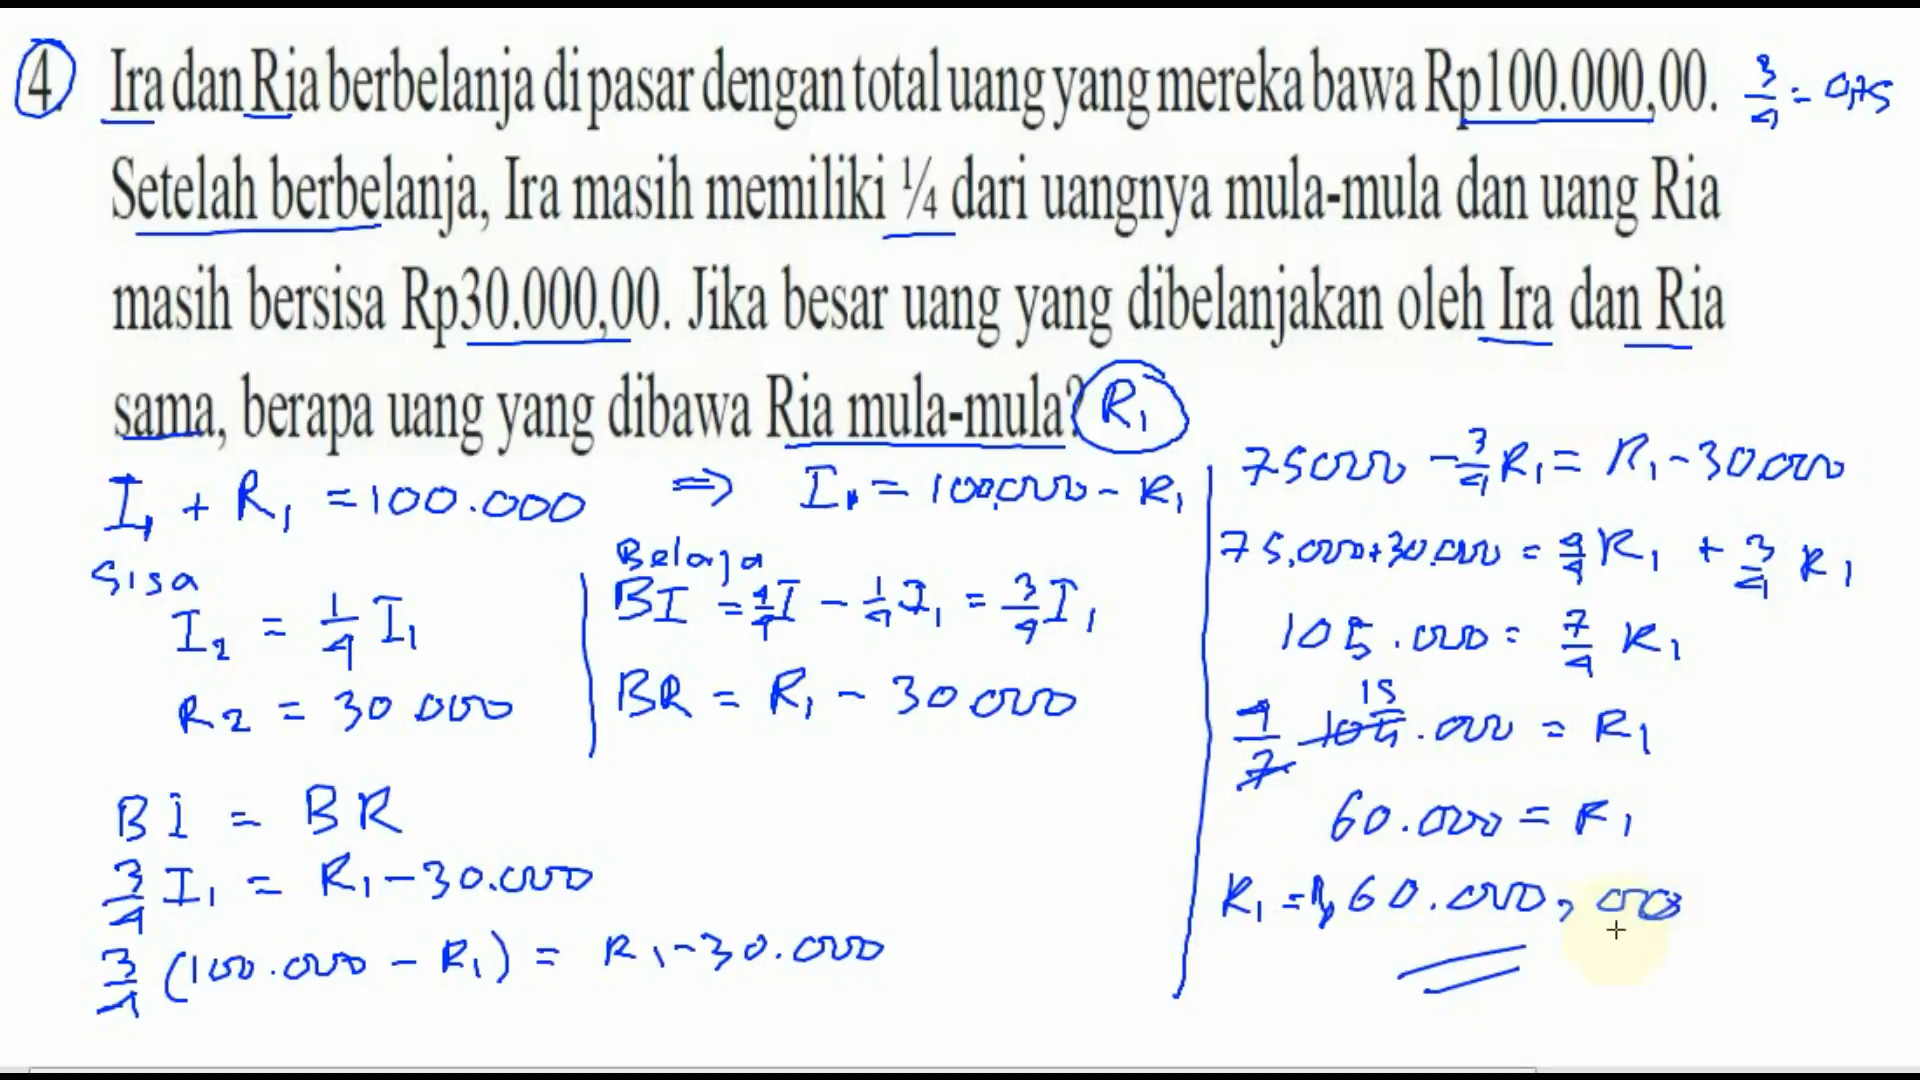 4 Ira dan Ria berbelanja di pasar dengan total uang yang mereka bawa Rp100.000,00. 3/4 = 0,75
Setelah berbelanja, Ira masih memiliki ¼ dari uangnya mula-mula dan uang Ria
masih bersisa Rp30.000,00. Jika besar uang yang dibelanjakan oleh Ira dan Ria
sama, berapa uang yang dibawa Ria mula-mula? R₁
I₁ + R₁ = 100.000 ⇒ I₁ = 100.000 - R₁
Sisa
I₂ = 1/4 I₁
R₂ = 30 000
Belanja
BI = 4/4 I - 1/4 I₁ = 3/4 I₁
BR = R₁ - 30 000
BI = BR
3/4 I₁ = R₁ - 30.000
3/4 (100.000 - R₁) = R₁ - 30.000
75000 - 3/4 R₁ = R₁ - 30.000
75.000 + 30.000 = 4/4 R₁ + 3/4 R₁
105.000 = 7/4 R₁
15
4/7 105.000 = R₁
60.000 = R₁
R₁ = Rp 60.000,00